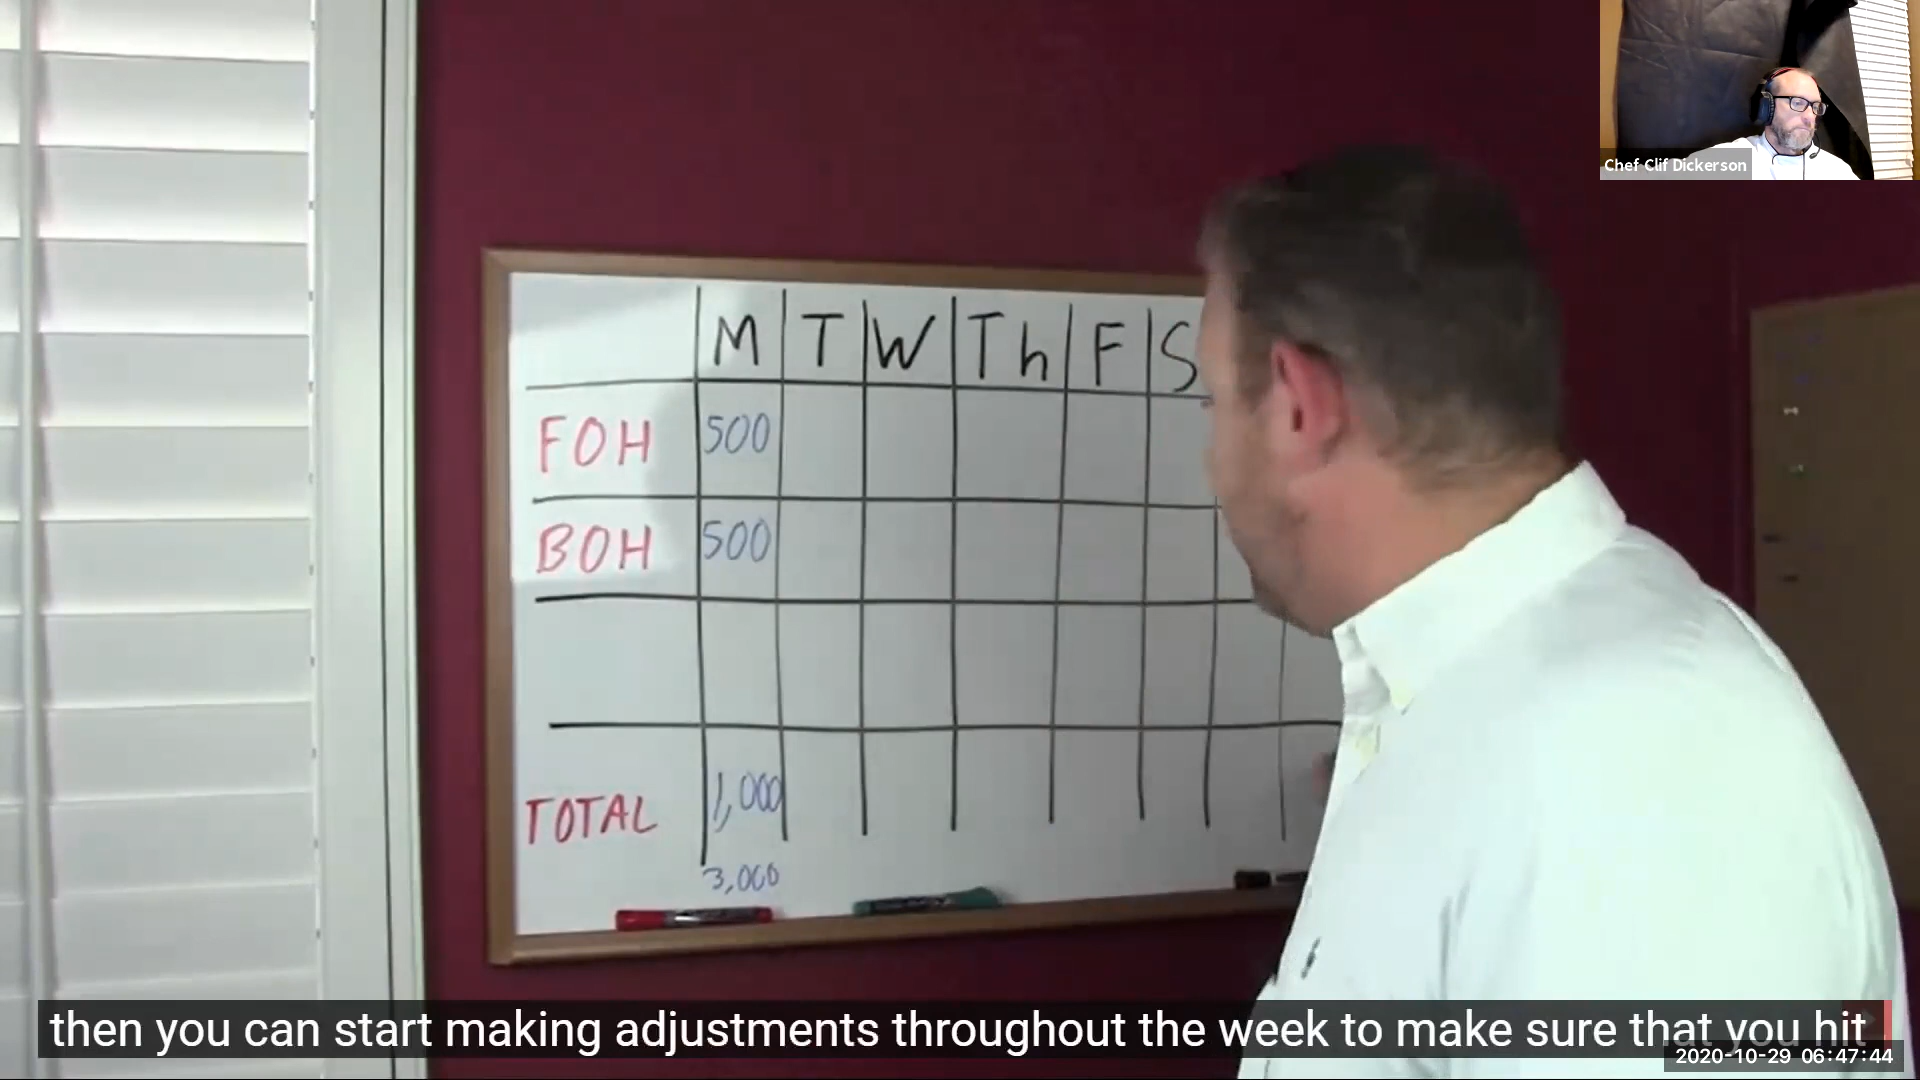 Chef Clif Dickerson
M T W Th F S
FOH 500
BOH 500
TOTAL 1,000
3,000
then you can start making adjustments throughout the week to make sure that you hit
2020-10-29 06:47:44